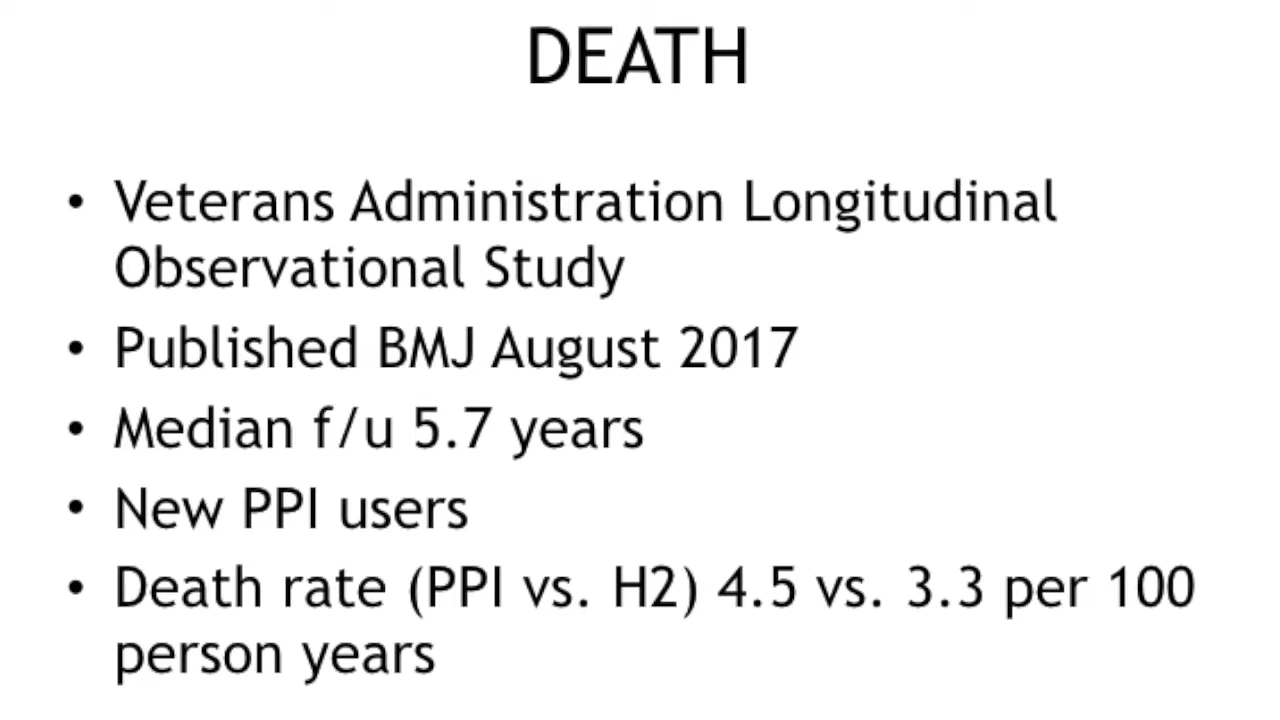 DEATH
• Veterans Administration Longitudinal
Observational Study
• Published BMJ August 2017
• Median f/u 5.7 years
• New PPI users
• Death rate (PPI vs. H2) 4.5 vs. 3.3 per 100
person years